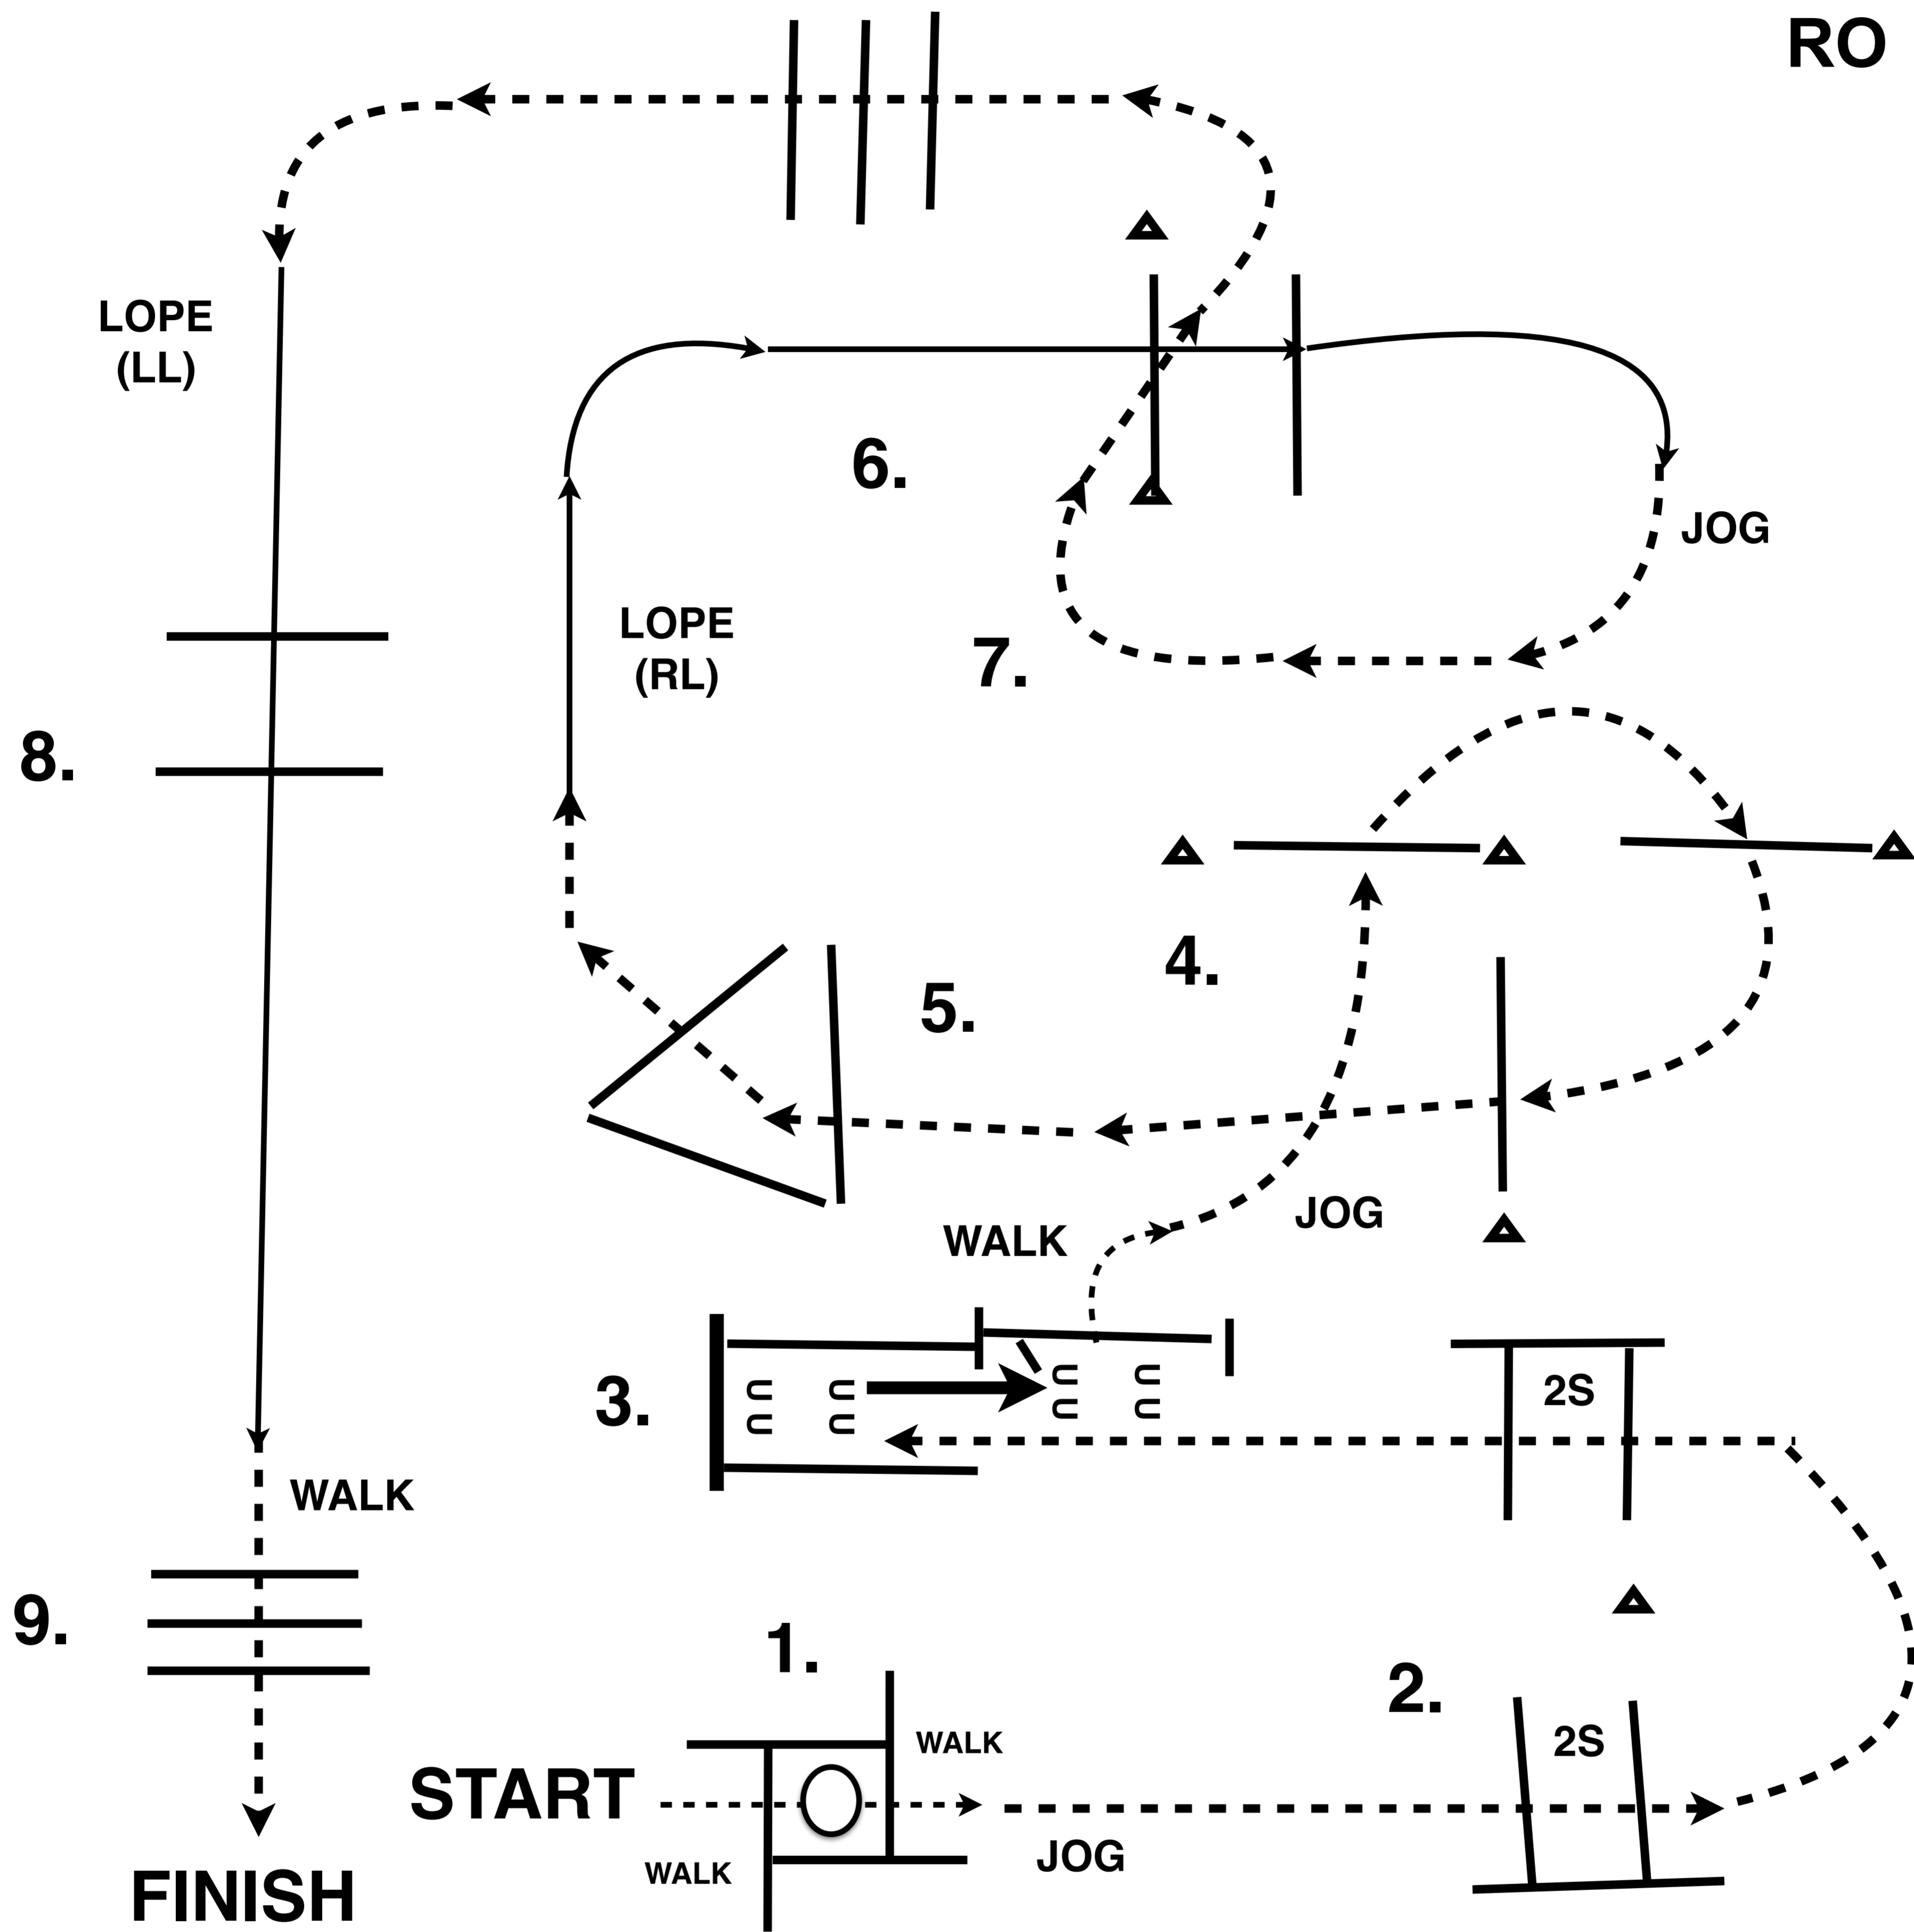 RO
LOPE
(LL)
6.
JOG
LOPE
(RL)
7.
8.
4.
5.
JOG
WALK
3.
2S
WALK
9.
1.
2.
WALK
2S
START
WALK
JOG
FINISH